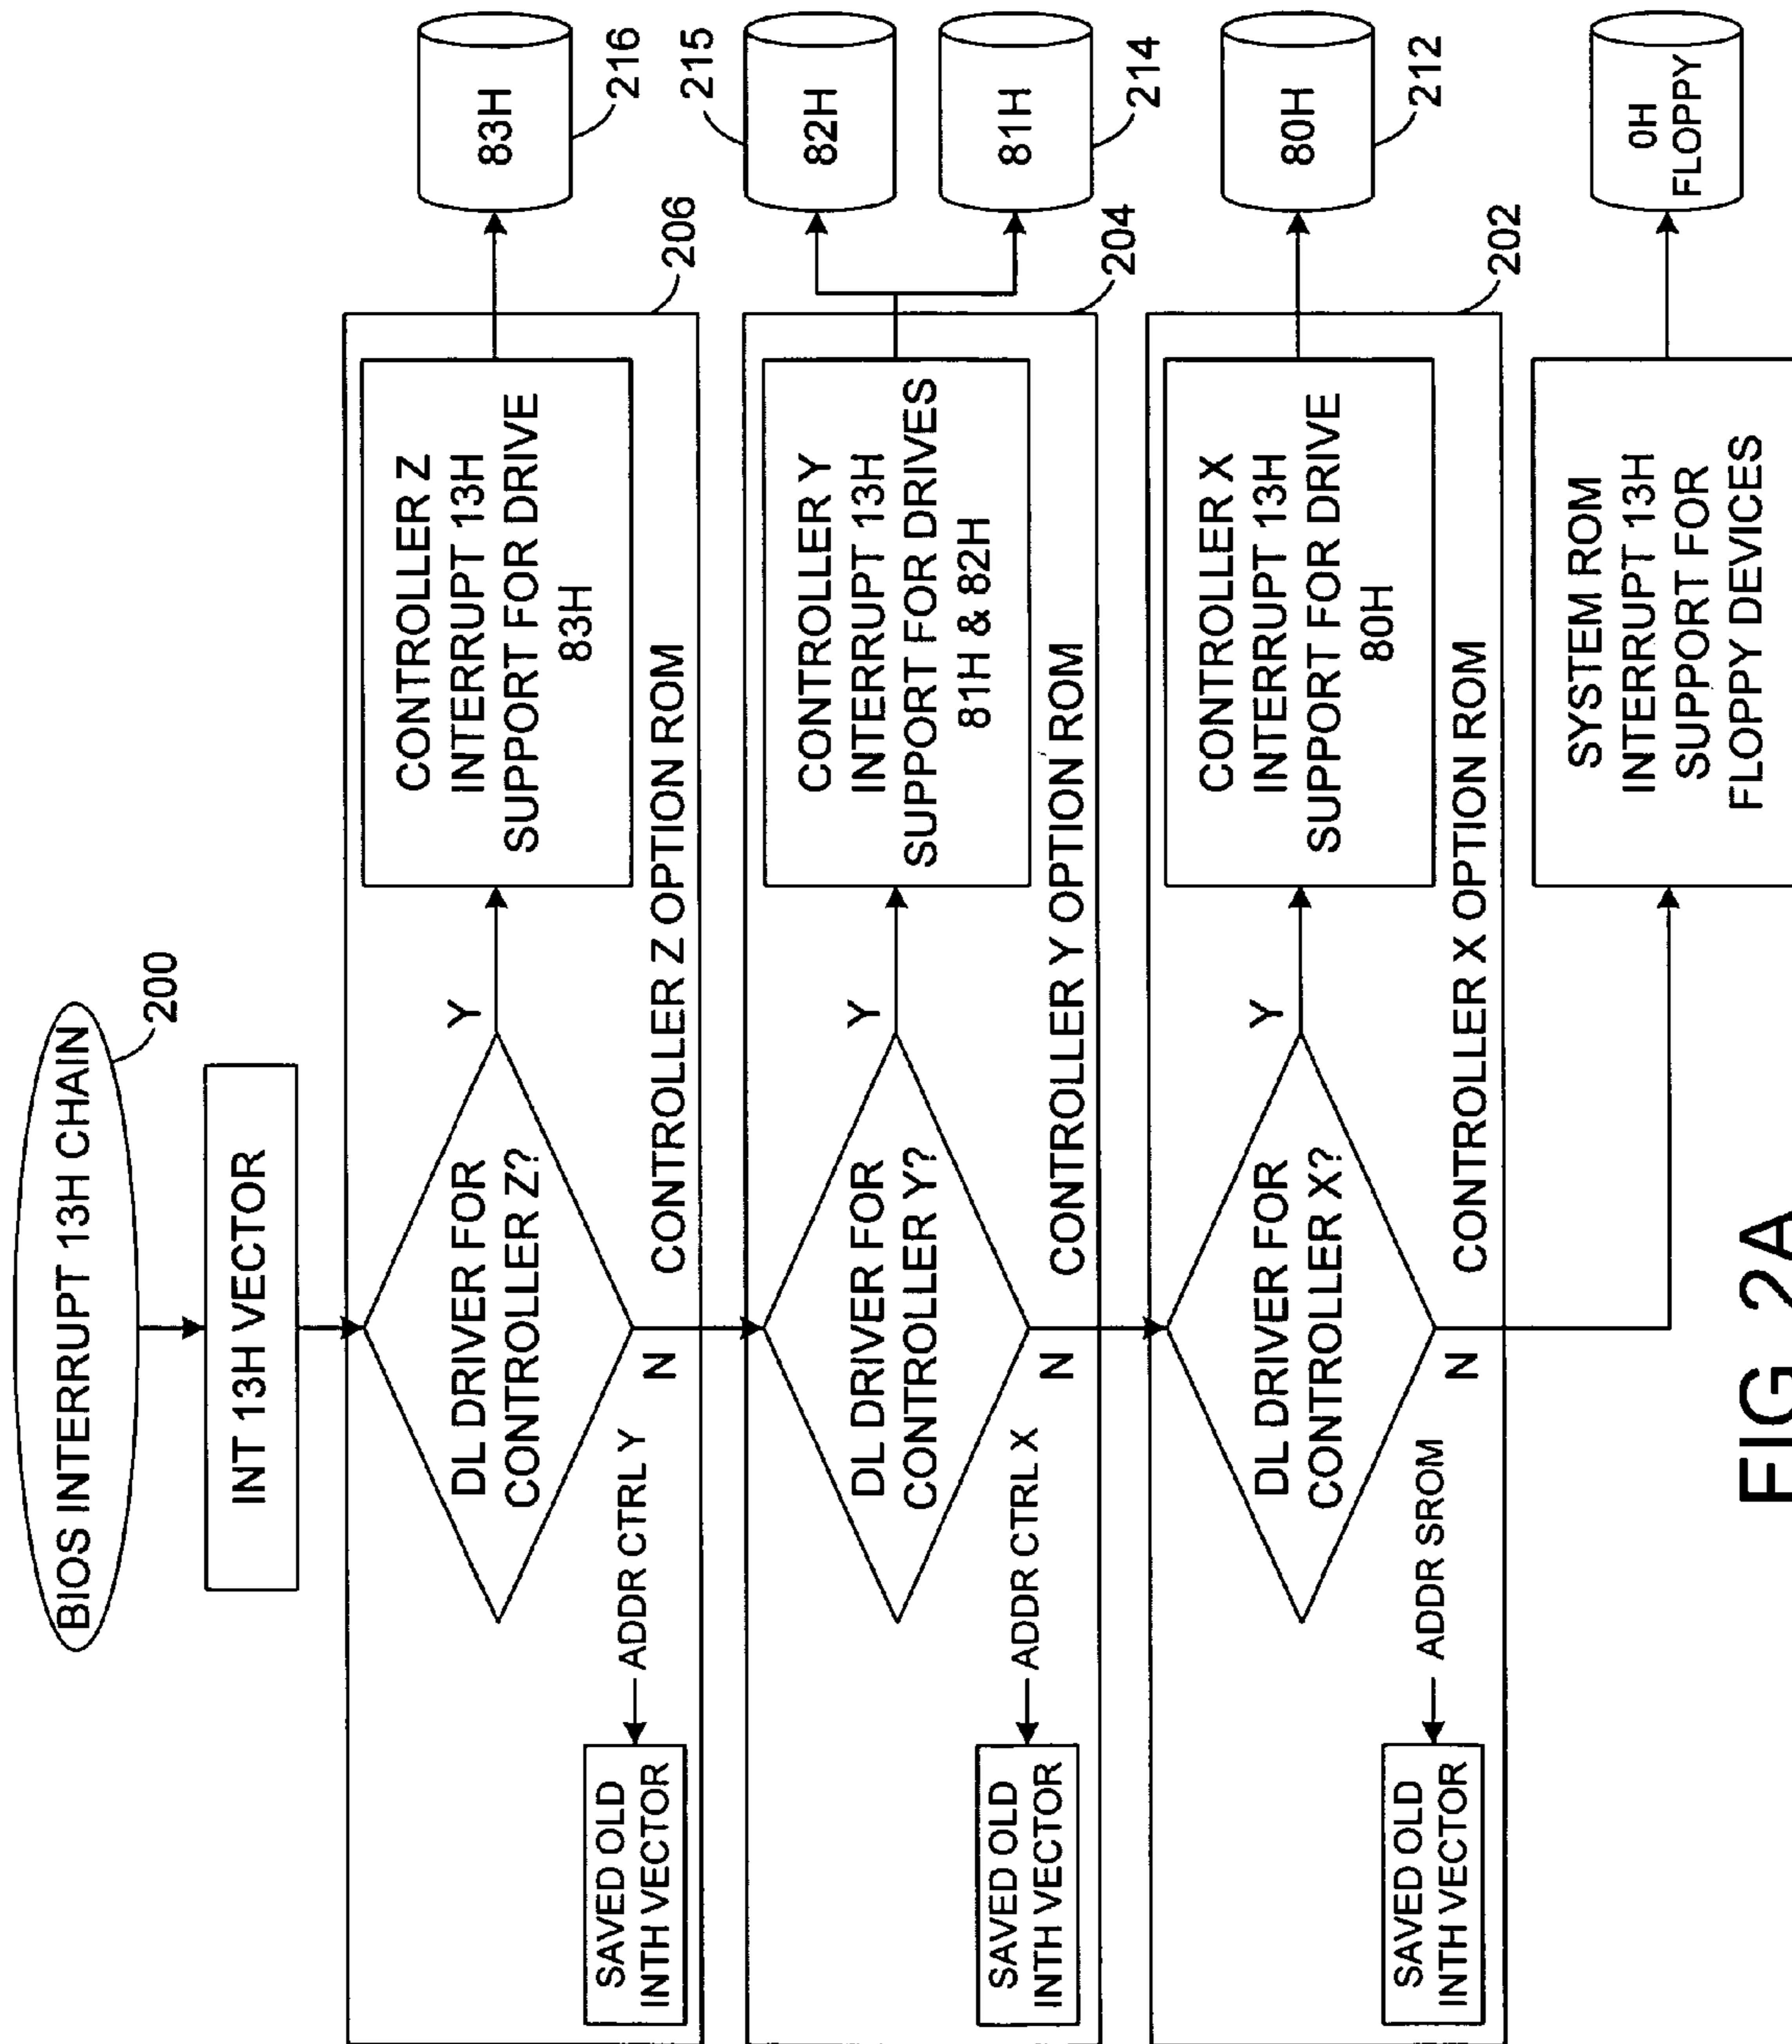 BIOS INTERRUPT 13H CHAIN
200
INT 13H VECTOR
DL DRIVER FOR
CONTROLLER Z?
Y
N
CONTROLLER Z
INTERRUPT 13H
SUPPORT FOR DRIVE
83H
83H
216
206
SAVED OLD
INTH VECTOR
ADDR CTRL Y
CONTROLLER Z OPTION ROM
DL DRIVER FOR
CONTROLLER Y?
Y
N
CONTROLLER Y
INTERRUPT 13H
SUPPORT FOR DRIVES
81H & 82H
215
82H
81H
214
204
SAVED OLD
INTH VECTOR
ADDR CTRL X
CONTROLLER Y OPTION ROM
DL DRIVER FOR
CONTROLLER X?
Y
N
CONTROLLER X
INTERRUPT 13H
SUPPORT FOR DRIVE
80H
80H
212
202
SAVED OLD
INTH VECTOR
ADDR SROM
CONTROLLER X OPTION ROM
SYSTEM ROM
INTERRUPT 13H
SUPPORT FOR
FLOPPY DEVICES
0H
FLOPPY
FIG. 2A